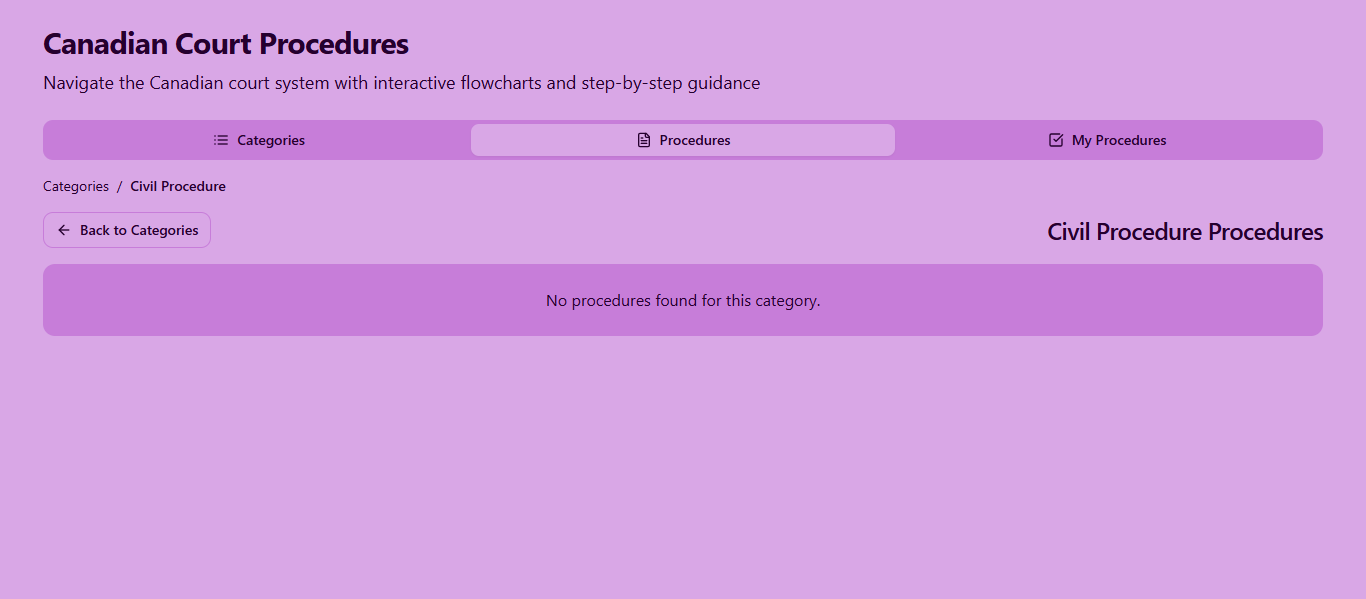 Canadian Court Procedures
Navigate the Canadian court system with interactive flowcharts and step-by-step guidance
Categories
Procedures
My Procedures
Categories / Civil Procedure
Back to Categories
Civil Procedure Procedures
No procedures found for this category.